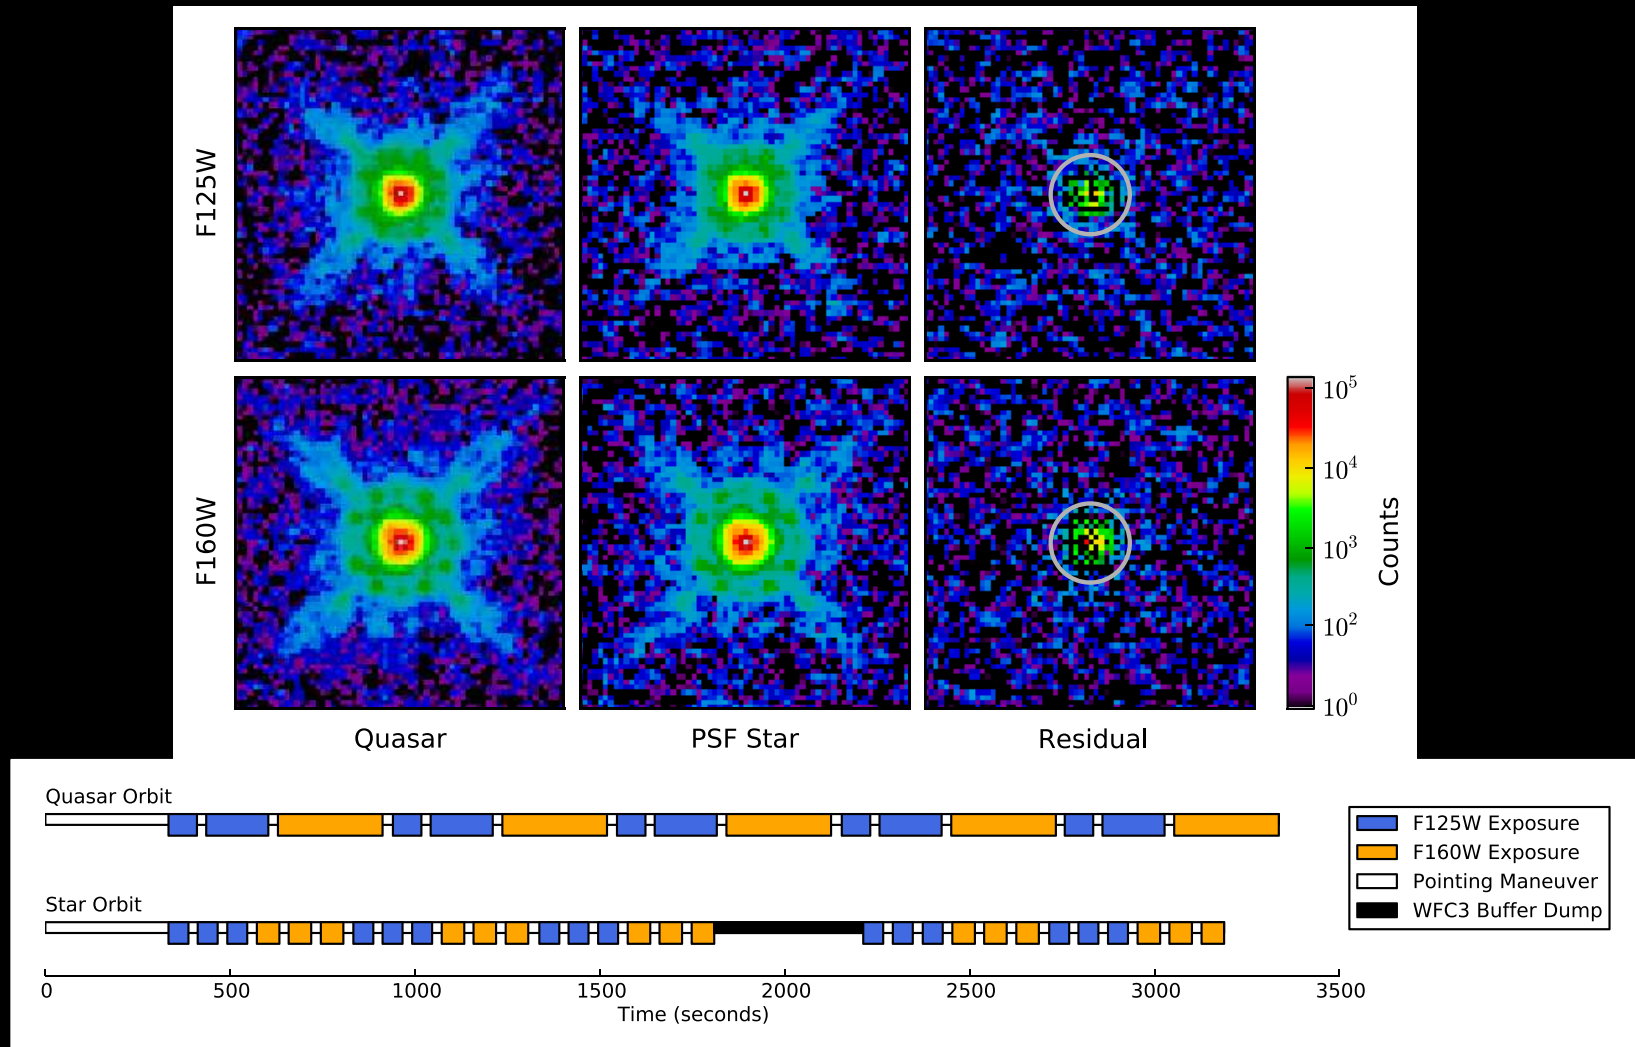 F125W
F160W
10^5
10^4
10^3
10^2
10^0
Counts
Quasar
PSF Star
Residual
Quasar Orbit
Star Orbit
F125W Exposure
F160W Exposure
Pointing Maneuver
WFC3 Buffer Dump
0 500 1000 1500 2000 2500 3000 3500
Time (seconds)